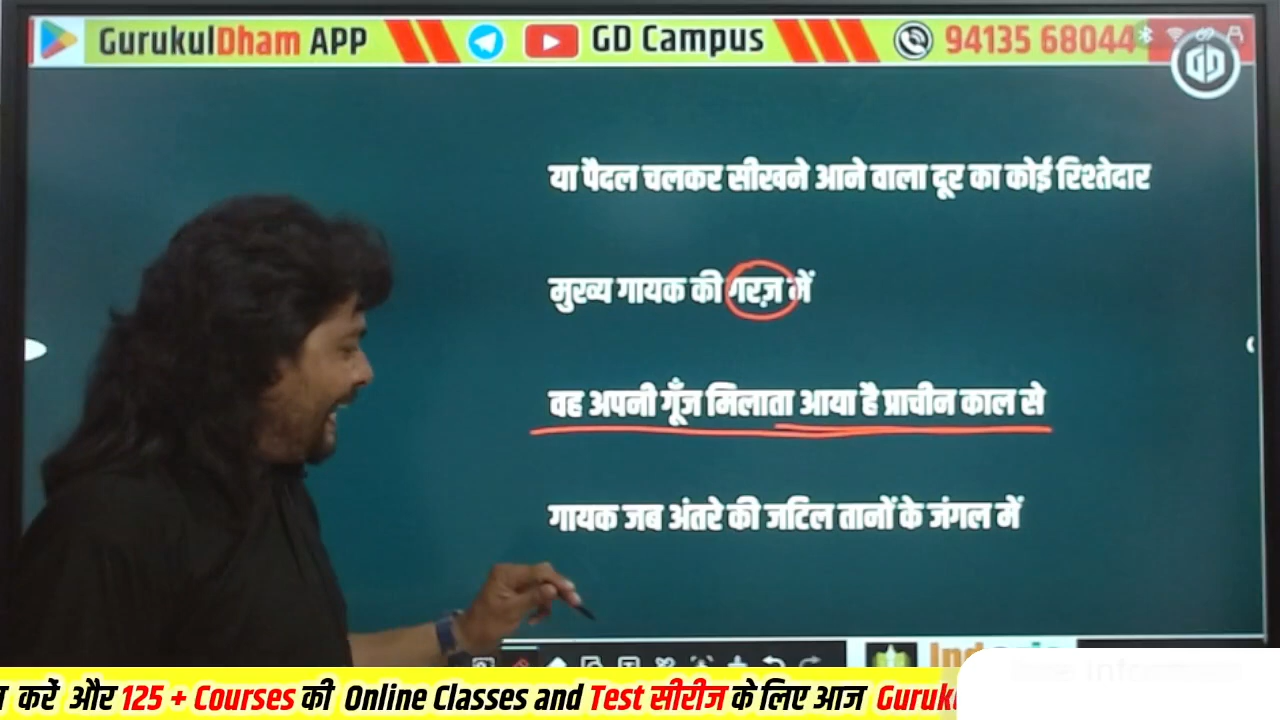 GurukulDham APP
GD Campus
94135 68044
GD
या पैदल चलकर सीखने आने वाला दूर का कोई रिश्तेदार
मुख्य गायक की गरज़ में
वह अपनी गूँज मिलाता आया है प्राचीन काल से
गायक जब अंतरे की जटिल तानों के जंगल में
करें और 125 + Courses की Online Classes and Test सीरीज के लिए आज